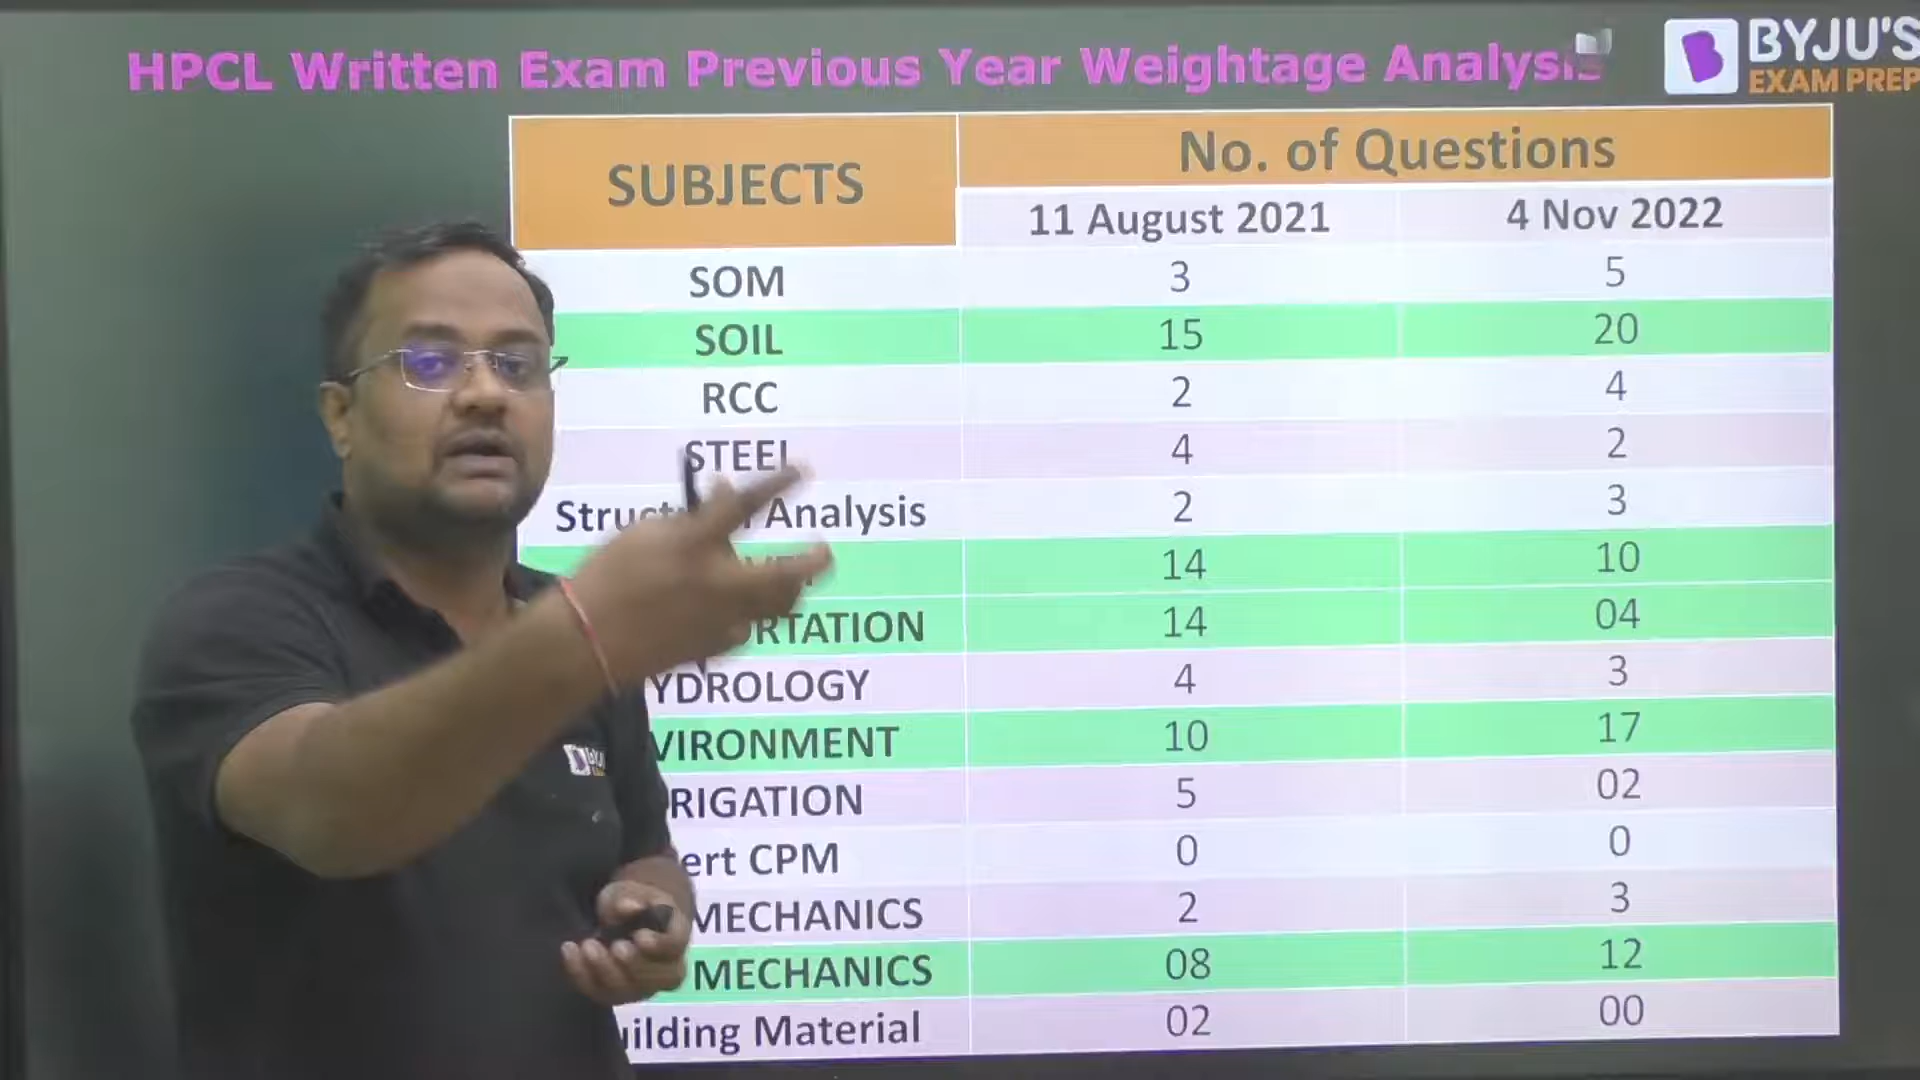 HPCL Written Exam Previous Year Weightage Analysis
BYJU'S
EXAM PREP
SUBJECTS No. of Questions
11 August 2021 4 Nov 2022
SOM 3 5
SOIL 15 20
RCC 2 4
STEEL 4 2
Analysis 2 3
14 10
14 04
YDROLOGY 4 3
VIRONMENT 10 17
RIGATION 5 02
ert CPM 0 0
MECHANICS 2 3
MECHANICS 08 12
uilding Material 02 00